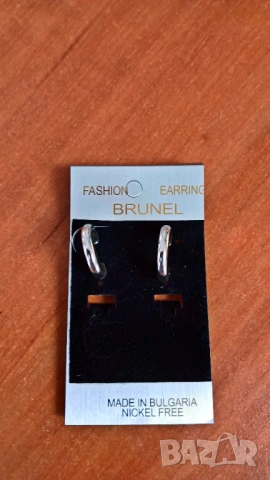 FASHION EARRING
BRUNEL
MADE IN BULGARIA
NICKEL FREE
bazar